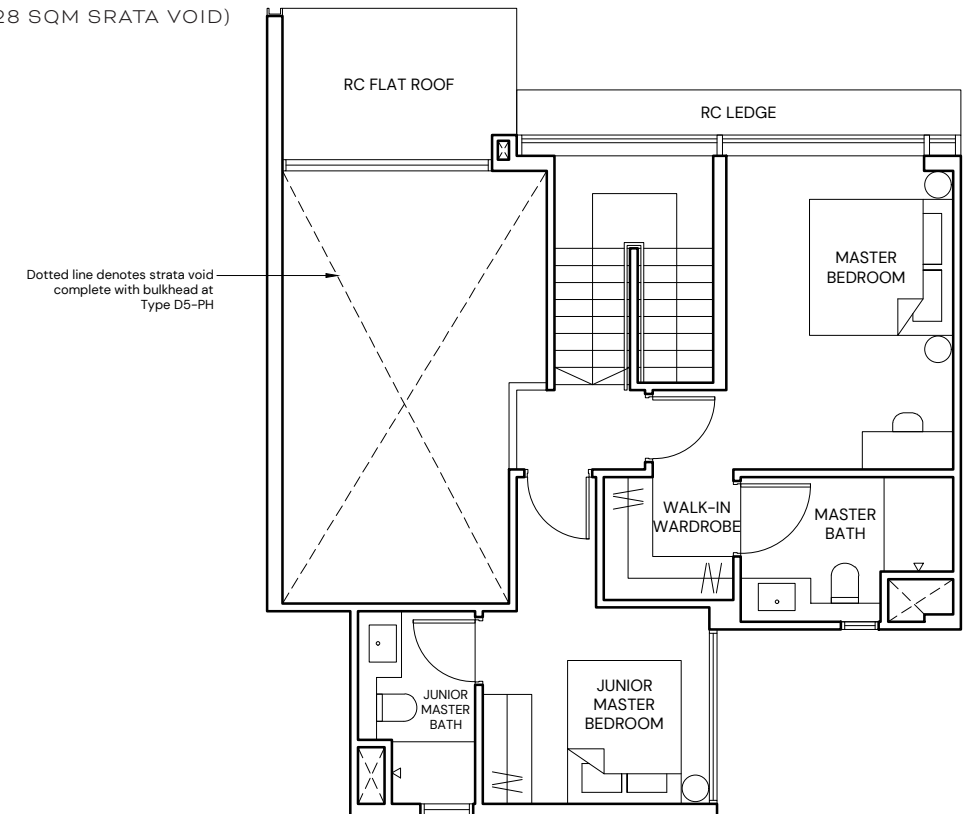 28 SQM SRATA VOID)
RC FLAT ROOF
RC LEDGE
Dotted line denotes strata void
complete with bulkhead at
Type D5-PH
MASTER
BEDROOM
WALK-IN
WARDROBE
MASTER
BATH
JUNIOR
MASTER
BATH
JUNIOR
MASTER
BEDROOM